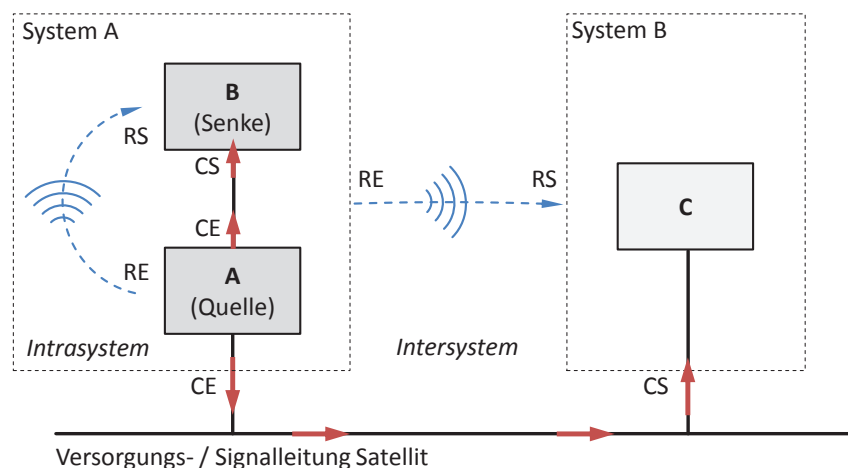 System A
System B
B
(Senke)
RS
CS
RE
RS
C
CE
RE
A
(Quelle)
Intrasystem
Intersystem
CE
CS
Versorgungs- / Signalleitung Satellit